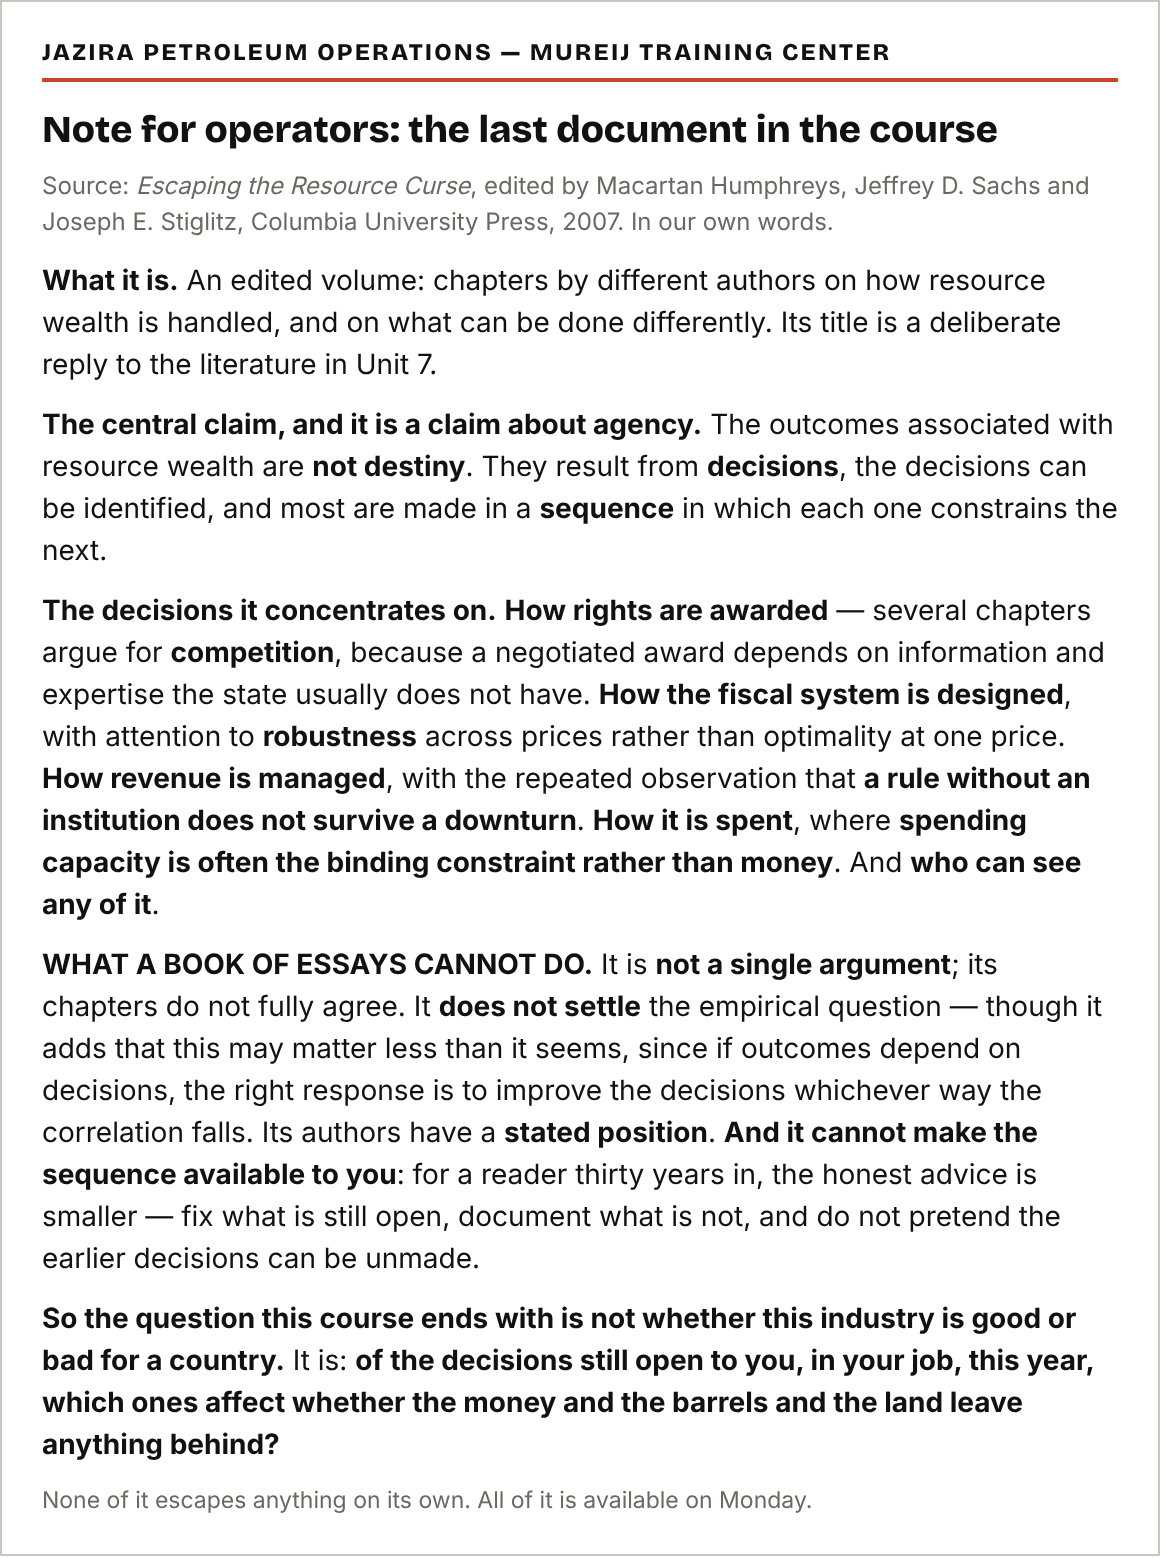 JAZIRA PETROLEUM OPERATIONS — MUREIJ TRAINING CENTER
Note for operators: the last document in the course
Source: Escaping the Resource Curse, edited by Macartan Humphreys, Jeffrey D. Sachs and
Joseph E. Stiglitz, Columbia University Press, 2007. In our own words.
What it is. An edited volume: chapters by different authors on how resource
wealth is handled, and on what can be done differently. Its title is a deliberate
reply to the literature in Unit 7.
The central claim, and it is a claim about agency. The outcomes associated with
resource wealth are not destiny. They result from decisions, the decisions can
be identified, and most are made in a sequence in which each one constrains the
next.
The decisions it concentrates on. How rights are awarded — several chapters
argue for competition, because a negotiated award depends on information and
expertise the state usually does not have. How the fiscal system is designed,
with attention to robustness across prices rather than optimality at one price.
How revenue is managed, with the repeated observation that a rule without an
institution does not survive a downturn. How it is spent, where spending
capacity is often the binding constraint rather than money. And who can see
any of it.
WHAT A BOOK OF ESSAYS CANNOT DO. It is not a single argument; its
chapters do not fully agree. It does not settle the empirical question — though it
adds that this may matter less than it seems, since if outcomes depend on
decisions, the right response is to improve the decisions whichever way the
correlation falls. Its authors have a stated position. And it cannot make the
sequence available to you: for a reader thirty years in, the honest advice is
smaller — fix what is still open, document what is not, and do not pretend the
earlier decisions can be unmade.
So the question this course ends with is not whether this industry is good or
bad for a country. It is: of the decisions still open to you, in your job, this year,
which ones affect whether the money and the barrels and the land leave
anything behind?
None of it escapes anything on its own. All of it is available on Monday.